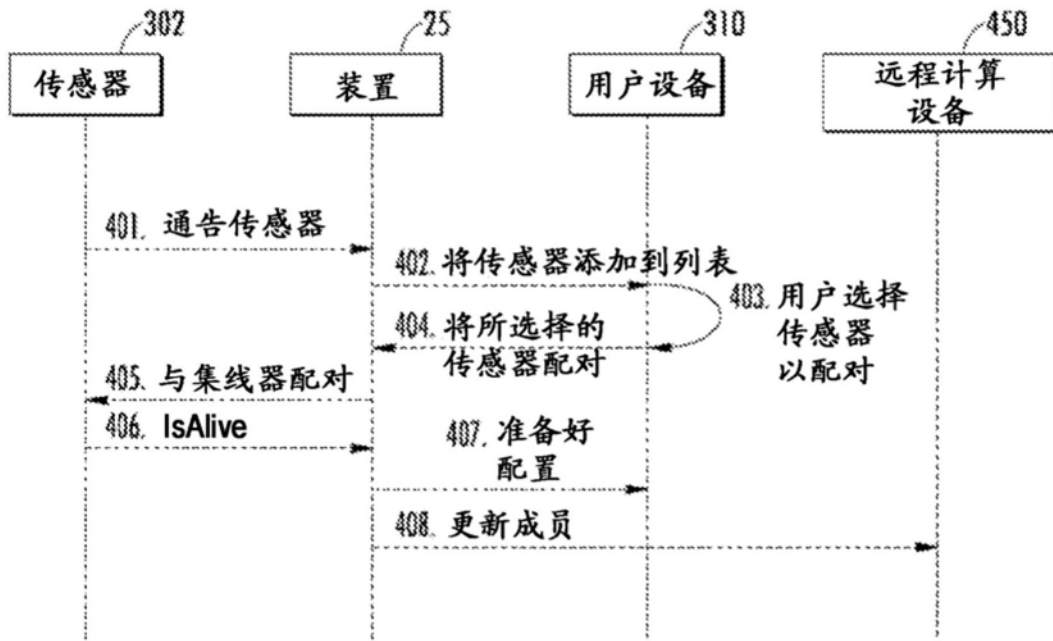 302
25
310
450
传感器
装置
用户设备
远程计算
设备
401. 通告传感器
402. 将传感器添加到列表
403. 用户选择
传感器
以配对
404. 将所选择的
传感器配对
405. 与集线器配对
406. IsAlive
407. 准备好
配置
408. 更新成员